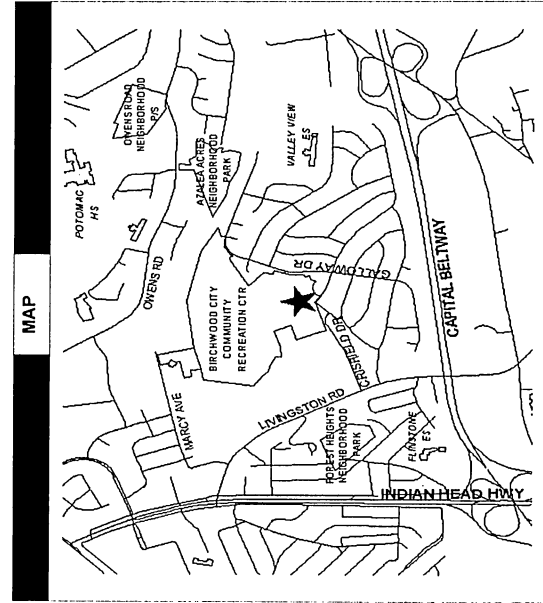 MAP
OWENS ROAD
NEIGHBORHOOD
P/S
POTOMAC
HS
AZALEA ACRES
NEIGHBORHOOD
PARK
VALLEY VIEW
ES
OWENS RD
BIRCHWOOD CITY
COMMUNITY
RECREATION CTR
GALLOWAY DR
CAPITAL BELTWAY
MARCY AVE
CRISFIELD DR
LIVINGSTON RD
FOREST HEIGHTS
NEIGHBORHOOD
PARK
FLINSTONE
ES
INDIAN HEAD HWY